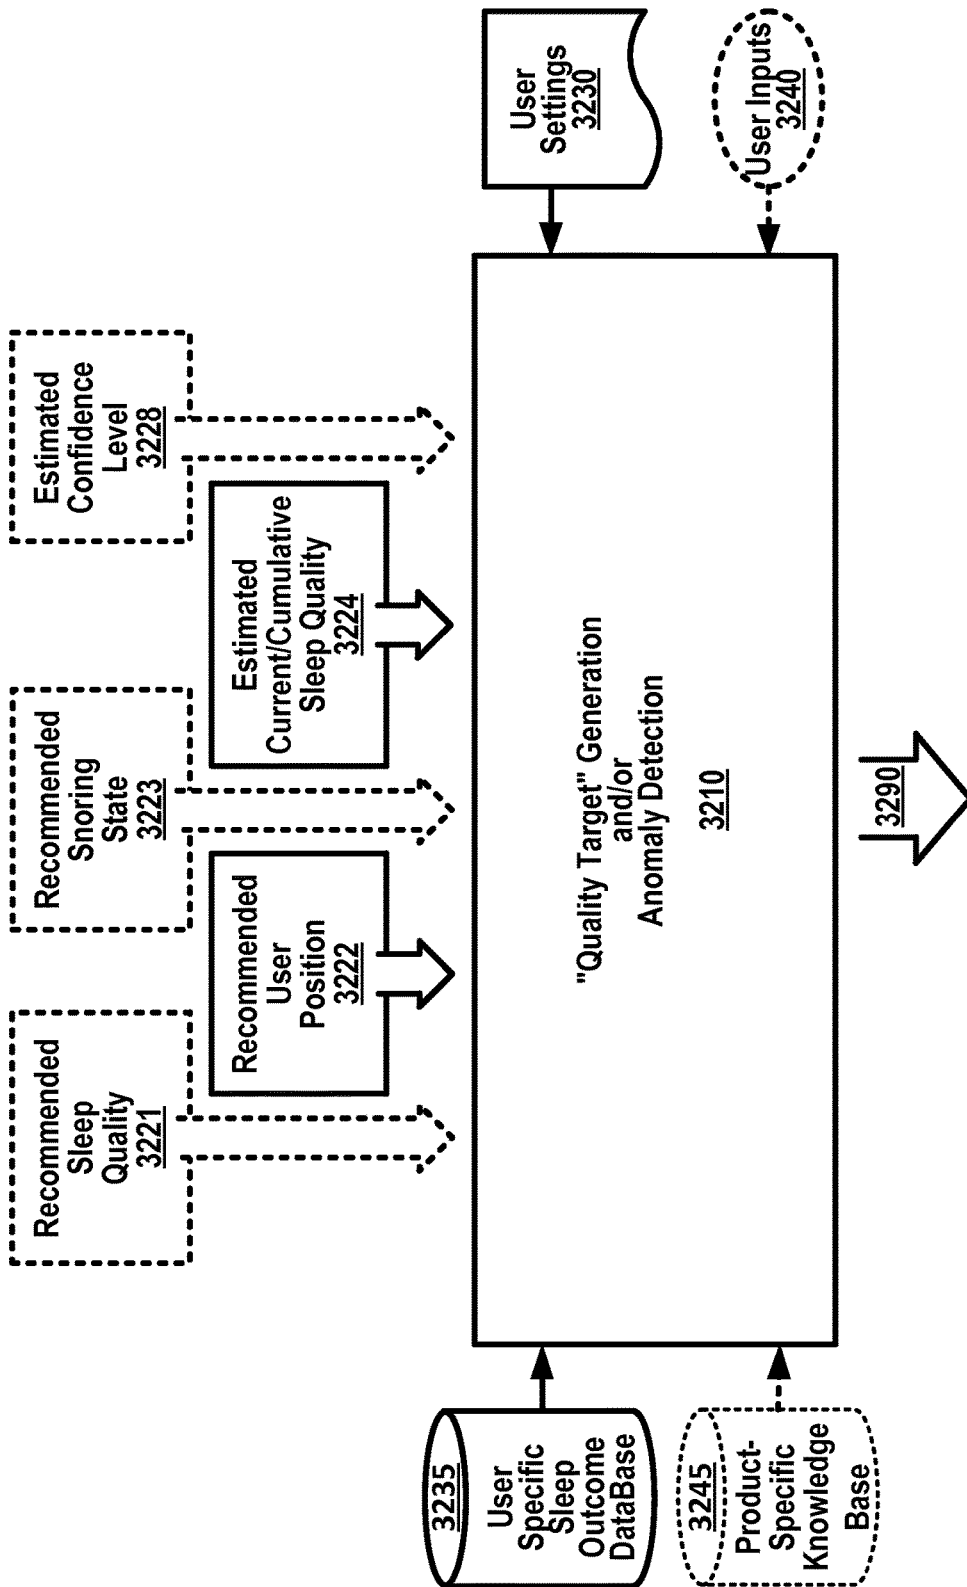 Recommended
Sleep
Quality
3221
Recommended
User
Position
3222
Recommended
Snoring
State
3223
Estimated
Current/Cumulative
Sleep Quality
3224
Estimated
Confidence
Level
3228
3235
User
Specific
Sleep
Outcome
DataBase
3245
Product-
Specific
Knowledge
Base
"Quality Target" Generation
and/or
Anomaly Detection
3210
User
Settings
3230
User Inputs
3240
3290